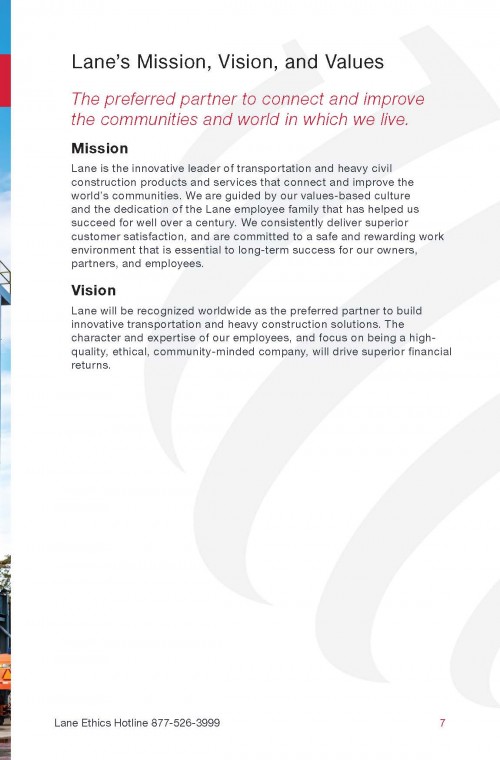 Lane’s Mission, Vision, and Values
The preferred partner to connect and improve
the communities and world in which we live.
Mission
Lane is the innovative leader of transportation and heavy civil
construction products and services that connect and improve the
world’s communities. We are guided by our values-based culture
and the dedication of the Lane employee family that has helped us
succeed for well over a century. We consistently deliver superior
customer satisfaction, and are committed to a safe and rewarding work
environment that is essential to long-term success for our owners,
partners, and employees.
Vision
Lane will be recognized worldwide as the preferred partner to build
innovative transportation and heavy construction solutions. The
character and expertise of our employees, and focus on being a high-
quality, ethical, community-minded company, will drive superior financial
returns.
Lane Ethics Hotline 877-526-3999 7